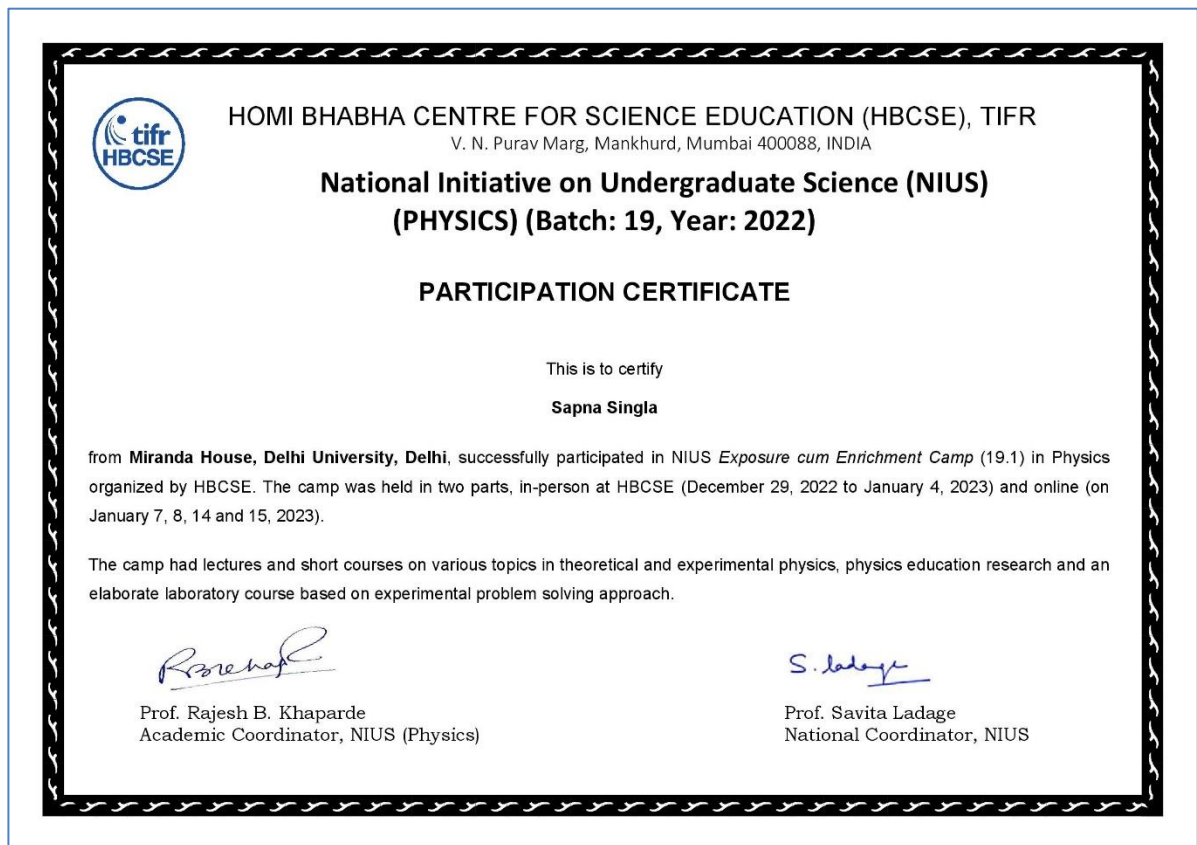 tifr
HBCSE
HOMI BHABHA CENTRE FOR SCIENCE EDUCATION (HBCSE), TIFR
V. N. Purav Marg, Mankhurd, Mumbai 400088, INDIA
National Initiative on Undergraduate Science (NIUS)
(PHYSICS) (Batch: 19, Year: 2022)
PARTICIPATION CERTIFICATE
This is to certify
Sapna Singla
from Miranda House, Delhi University, Delhi, successfully participated in NIUS Exposure cum Enrichment Camp (19.1) in Physics
organized by HBCSE. The camp was held in two parts, in-person at HBCSE (December 29, 2022 to January 4, 2023) and online (on
January 7, 8, 14 and 15, 2023).
The camp had lectures and short courses on various topics in theoretical and experimental physics, physics education research and an
elaborate laboratory course based on experimental problem solving approach.
S. Ladage
Prof. Rajesh B. Khaparde
Academic Coordinator, NIUS (Physics)
Prof. Savita Ladage
National Coordinator, NIUS